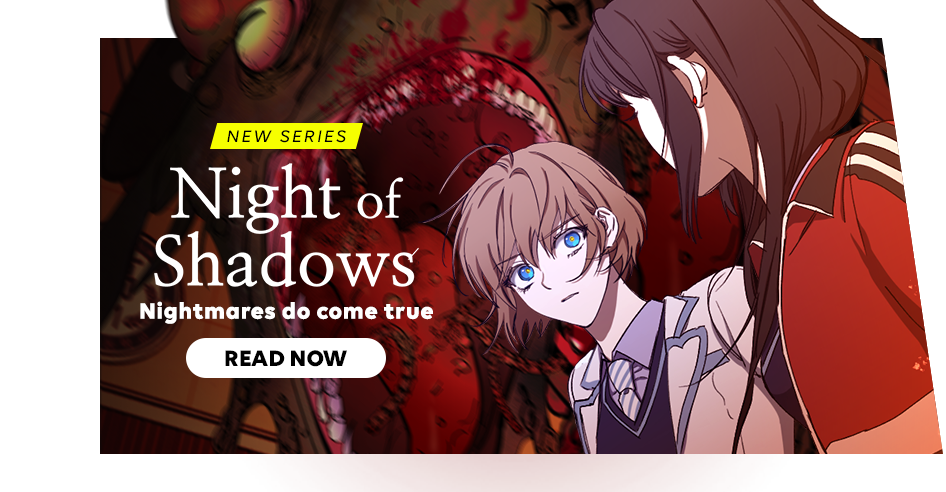 NEW SERIES
Night of
Shadows
Nightmares do come true
READ NOW